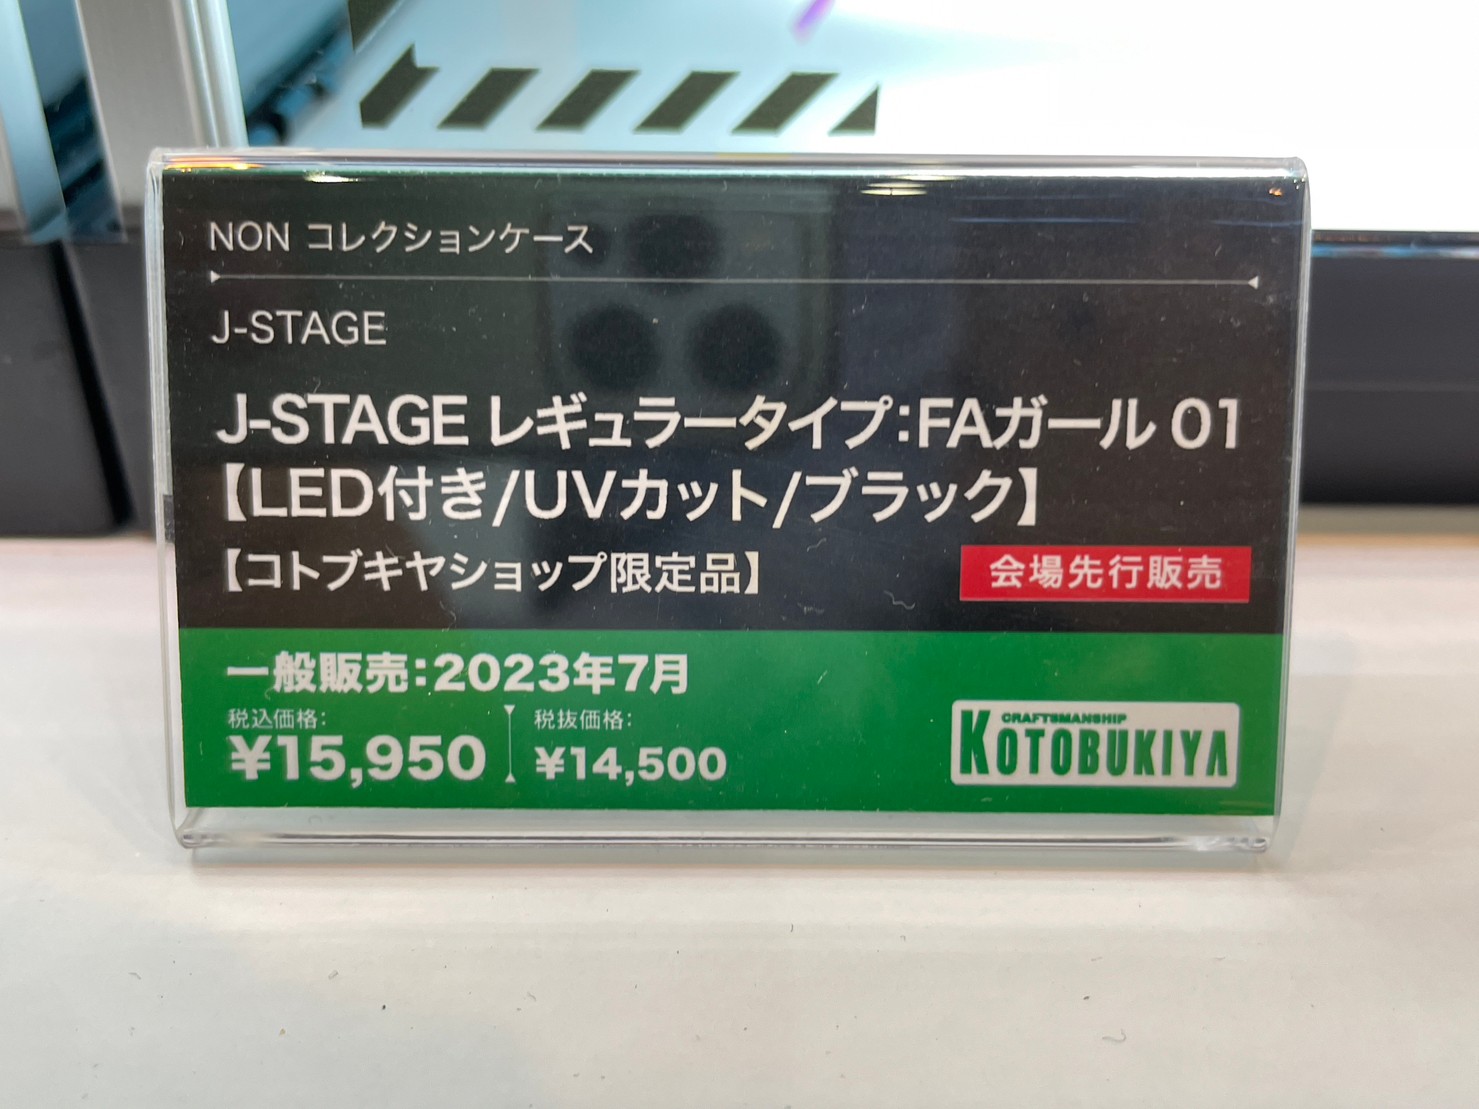 NON コレクションケース
J-STAGE
J-STAGE レギュラータイプ：FAガール 01
【LED付き/UVカット/ブラック】
【コトブキヤショップ限定品】
会場先行販売
一般販売：2023年7月
税込価格： 税抜価格：
¥15,950 ¥14,500
CRAFTSMANSHIP
KOTOBUKIYA